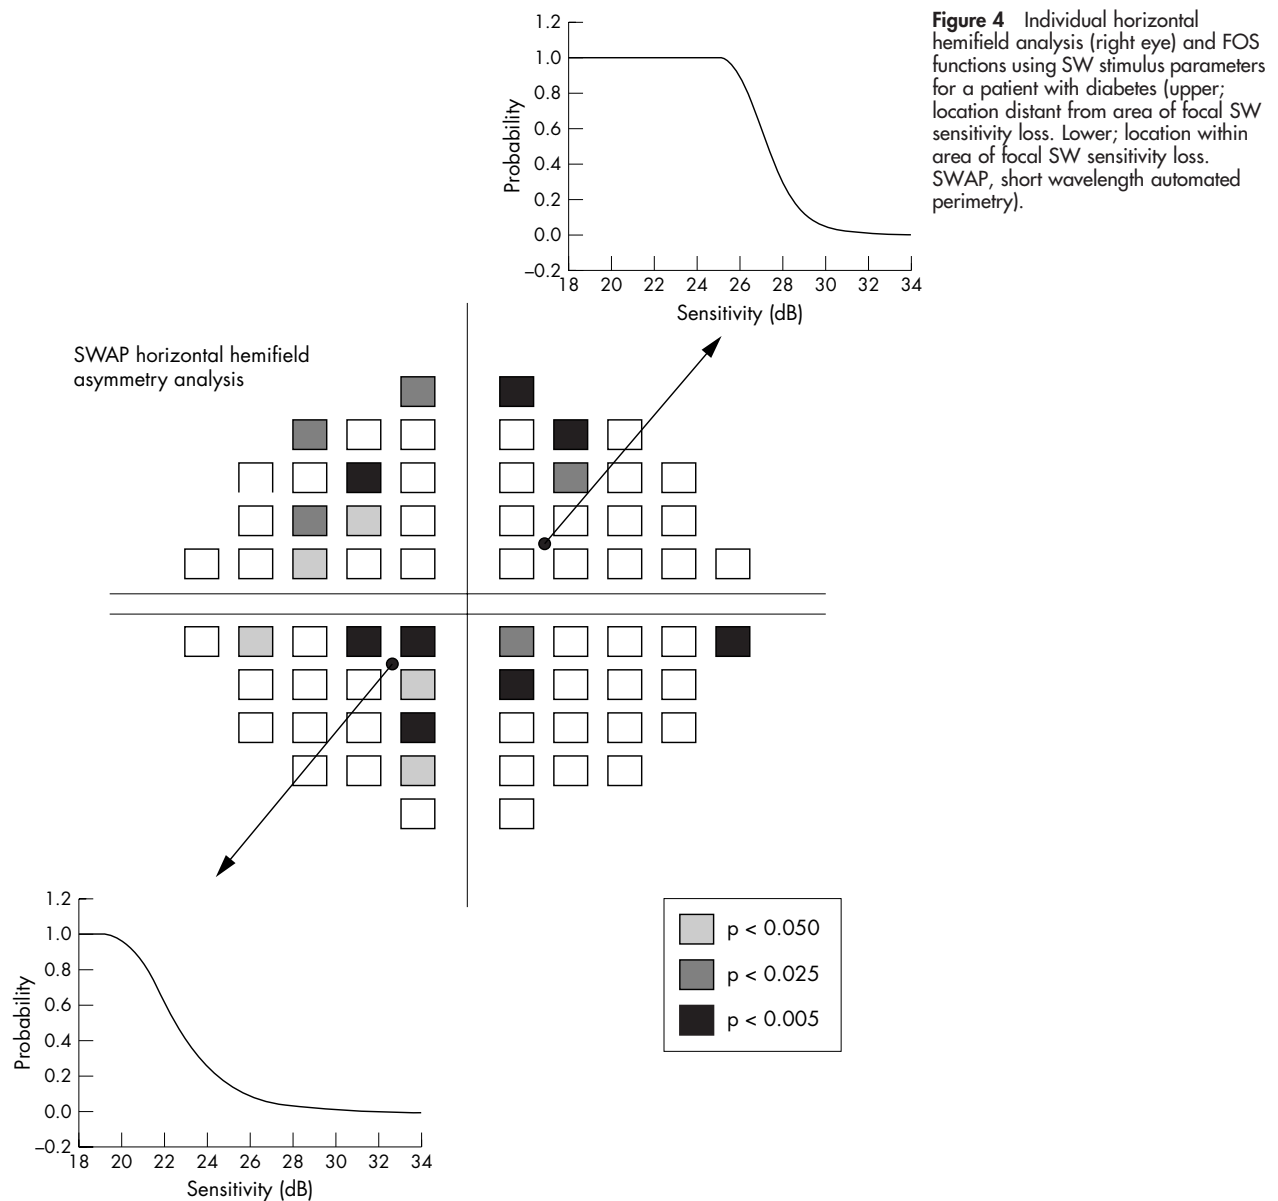 Figure 4 Individual horizontal
hemifield analysis (right eye) and FOS
functions using SW stimulus parameters
for a patient with diabetes (upper;
location distant from area of focal SW
sensitivity loss. Lower; location within
area of focal SW sensitivity loss.
SWAP, short wavelength automated
perimetry).
1.2
1.0
0.8
0.6
0.4
0.2
0.0
–0.2
Probability
18 20 22 24 26 28 30 32 34
Sensitivity (dB)
SWAP horizontal hemifield
asymmetry analysis
1.2
1.0
0.8
0.6
0.4
0.2
0.0
–0.2
Probability
18 20 22 24 26 28 30 32 34
Sensitivity (dB)
p < 0.050
p < 0.025
p < 0.005